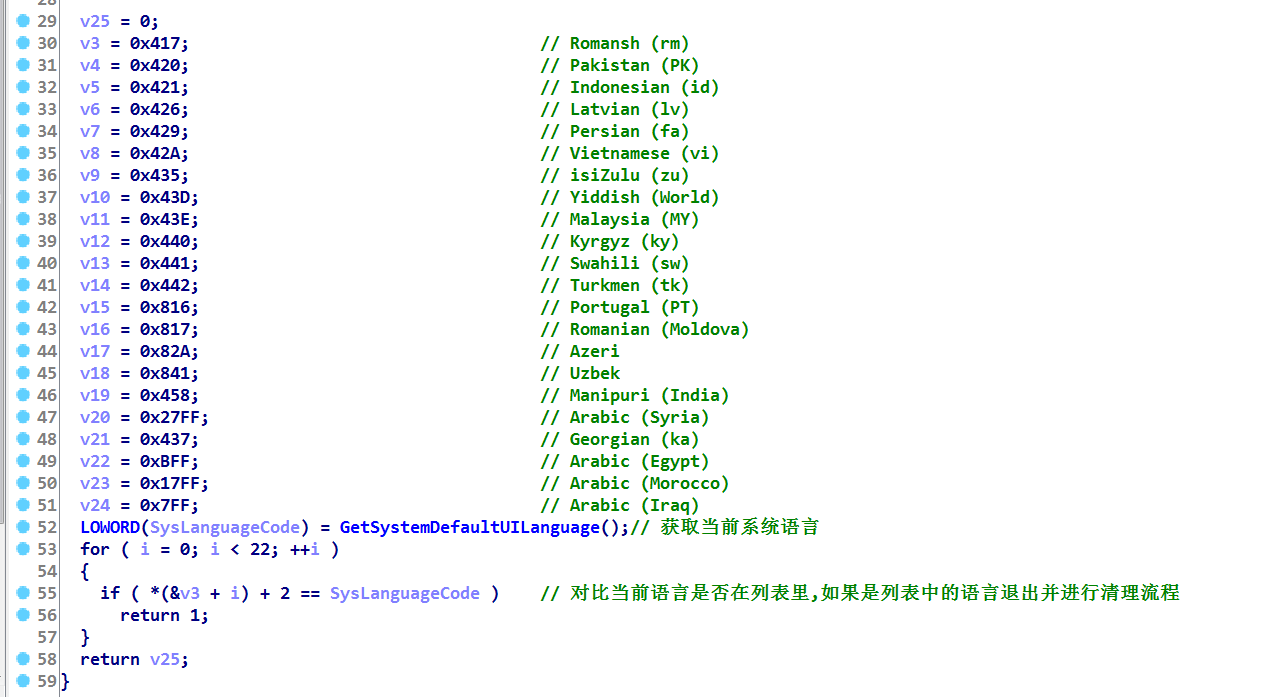 29 v25 = 0;
30 v3 = 0x417; // Romansh (rm)
31 v4 = 0x420; // Pakistan (PK)
32 v5 = 0x421; // Indonesian (id)
33 v6 = 0x426; // Latvian (lv)
34 v7 = 0x429; // Persian (fa)
35 v8 = 0x42A; // Vietnamese (vi)
36 v9 = 0x435; // isiZulu (zu)
37 v10 = 0x43D; // Yiddish (World)
38 v11 = 0x43E; // Malaysia (MY)
39 v12 = 0x440; // Kyrgyz (ky)
40 v13 = 0x441; // Swahili (sw)
41 v14 = 0x442; // Turkmen (tk)
42 v15 = 0x816; // Portugal (PT)
43 v16 = 0x817; // Romanian (Moldova)
44 v17 = 0x82A; // Azeri
45 v18 = 0x841; // Uzbek
46 v19 = 0x458; // Manipuri (India)
47 v20 = 0x27FF; // Arabic (Syria)
48 v21 = 0x437; // Georgian (ka)
49 v22 = 0xBFF; // Arabic (Egypt)
50 v23 = 0x17FF; // Arabic (Morocco)
51 v24 = 0x7FF; // Arabic (Iraq)
52 LOWORD(SysLanguageCode) = GetSystemDefaultUILanguage();// 获取当前系统语言
53 for ( i = 0; i < 22; ++i )
54 {
55 if ( *(&v3 + i) + 2 == SysLanguageCode ) // 对比当前语言是否在列表里,如果是列表中的语言退出并进行清理流程
56 return 1;
57 }
58 return v25;
59 }